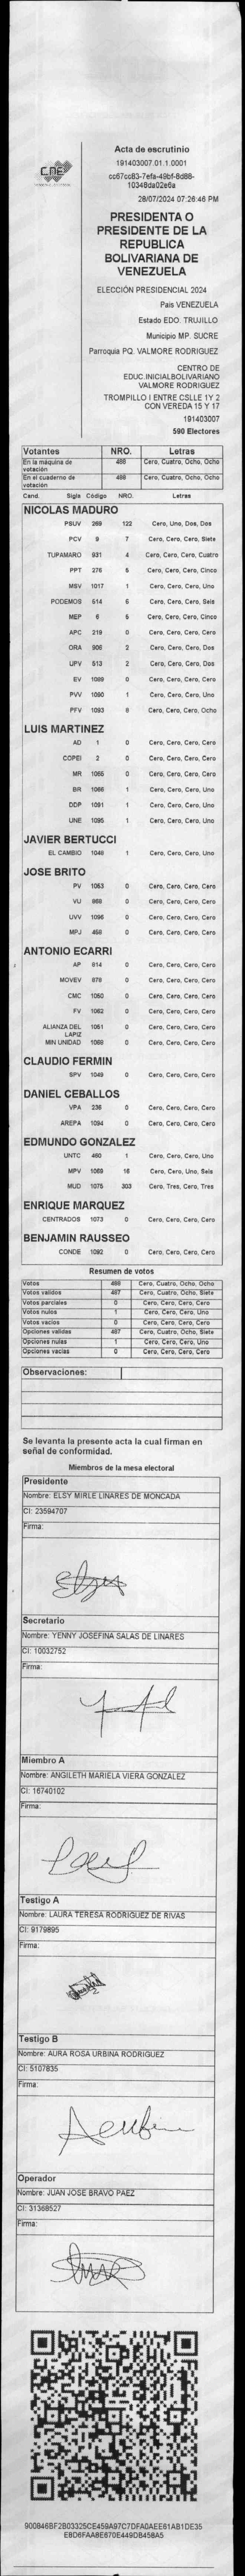 CNE
Acta de escrutinio
191403007.01.1.0001
cc67cc83-7efa-49bf-8d88-
10348da02e6a
28/07/2024 07:26:46 PM
PRESIDENTA O
PRESIDENTE DE LA
REPUBLICA
BOLIVARIANA DE
VENEZUELA
ELECCIÓN PRESIDENCIAL 2024
Pais VENEZUELA
Estado EDO. TRUJILLO
Municipio MP. SUCRE
Parroquia PQ. VALMORE RODRIGUEZ
CENTRO DE
EDUC.INICIALBOLIVARIANO
VALMORE RODRIGUEZ
TROMPILLO I ENTRE CSLLE 1Y 2
CON VEREDA 15 Y 17
191403007
590 Electores
Votantes NRO. Letras
En la máquina de votación 488 Cero, Cuatro, Ocho, Ocho
En el cuaderno de votación 488 Cero, Cuatro, Ocho, Ocho
Cand. Sigla Código NRO. Letras
NICOLAS MADURO
PSUV 269 122 Cero, Uno, Dos, Dos
PCV 9 7 Cero, Cero, Cero, Siete
TUPAMARO 931 4 Cero, Cero, Cero, Cuatro
PPT 276 5 Cero, Cero, Cero, Cinco
MSV 1017 1 Cero, Cero, Cero, Uno
PODEMOS 514 6 Cero, Cero, Cero, Seis
MEP 6 5 Cero, Cero, Cero, Cinco
APC 219 0 Cero, Cero, Cero, Cero
ORA 906 2 Cero, Cero, Cero, Dos
UPV 513 2 Cero, Cero, Cero, Dos
EV 1089 0 Cero, Cero, Cero, Cero
PVV 1090 1 Cero, Cero, Cero, Uno
PFV 1093 8 Cero, Cero, Cero, Ocho
LUIS MARTINEZ
AD 1 0 Cero, Cero, Cero, Cero
COPEI 2 0 Cero, Cero, Cero, Cero
MR 1065 0 Cero, Cero, Cero, Cero
BR 1066 1 Cero, Cero, Cero, Uno
DDP 1091 1 Cero, Cero, Cero, Uno
UNE 1095 1 Cero, Cero, Cero, Uno
JAVIER BERTUCCI
EL CAMBIO 1048 1 Cero, Cero, Cero, Uno
JOSE BRITO
PV 1053 0 Cero, Cero, Cero, Cero
VU 868 0 Cero, Cero, Cero, Cero
UVV 1096 0 Cero, Cero, Cero, Cero
MPJ 458 0 Cero, Cero, Cero, Cero
ANTONIO ECARRI
AP 814 0 Cero, Cero, Cero, Cero
MOVEV 878 0 Cero, Cero, Cero, Cero
CMC 1050 0 Cero, Cero, Cero, Cero
FV 1062 0 Cero, Cero, Cero, Cero
ALIANZA DEL LAPIZ 1051 0 Cero, Cero, Cero, Cero
MIN UNIDAD 1088 0 Cero, Cero, Cero, Cero
CLAUDIO FERMIN
SPV 1049 0 Cero, Cero, Cero, Cero
DANIEL CEBALLOS
VPA 236 0 Cero, Cero, Cero, Cero
AREPA 1094 0 Cero, Cero, Cero, Cero
EDMUNDO GONZALEZ
UNTC 460 1 Cero, Cero, Cero, Uno
MPV 1069 16 Cero, Cero, Uno, Seis
MUD 1075 303 Cero, Tres, Cero, Tres
ENRIQUE MARQUEZ
CENTRADOS 1073 0 Cero, Cero, Cero, Cero
BENJAMIN RAUSSEO
CONDE 1092 0 Cero, Cero, Cero, Cero
Resumen de votos
Votos 488 Cero, Cuatro, Ocho, Ocho
Votos validos 487 Cero, Cuatro, Ocho, Siete
Votos parciales 0 Cero, Cero, Cero, Cero
Votos nulos 1 Cero, Cero, Cero, Uno
Votos vacios 0 Cero, Cero, Cero, Cero
Opciones validas 487 Cero, Cuatro, Ocho, Siete
Opciones nulas 1 Cero, Cero, Cero, Uno
Opciones vacias 0 Cero, Cero, Cero, Cero
Observaciones:
Se levanta la presente acta la cual firman en
señal de conformidad.
Miembros de la mesa electoral
Presidente
Nombre: ELSY MIRLE LINARES DE MONCADA
CI: 23594707
Firma:
Secretario
Nombre: YENNY JOSEFINA SALAS DE LINARES
CI: 10032752
Firma:
Miembro A
Nombre: ANGILETH MARIELA VIERA GONZALEZ
CI: 16740102
Firma:
Testigo A
Nombre: LAURA TERESA RODRIGUEZ DE RIVAS
CI: 9179895
Firma:
Testigo B
Nombre: AURA ROSA URBINA RODRIGUEZ
CI: 5107835
Firma:
Operador
Nombre: JUAN JOSE BRAVO PAEZ
CI: 31368527
Firma:
900846BF2B03325CE459A97C7DFA0AEE61AB1DE35
E8D6FAA8E670E449DB458A5